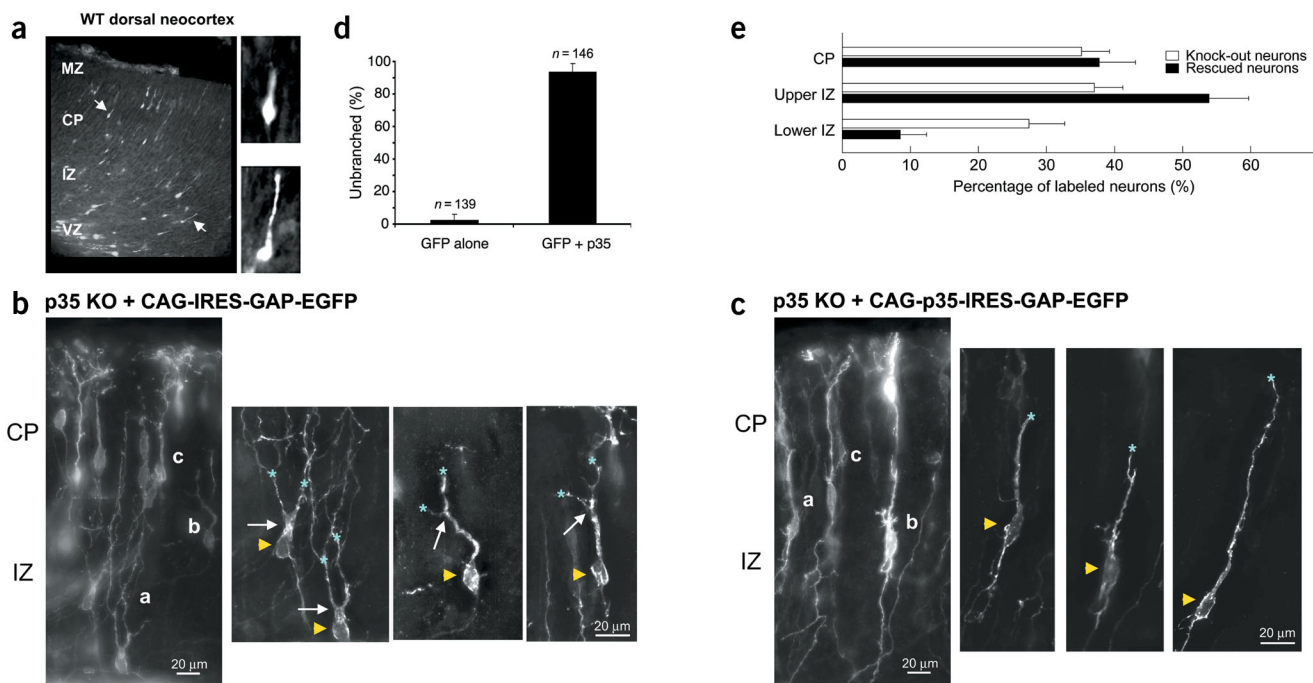 a
WT dorsal neocortex
MZ
CP
IZ
VZ
d
n = 146
n = 139
100
90
80
60
40
20
0
Unbranched (%)
GFP alone
GFP + p35
e
Knock-out neurons
Rescued neurons
CP
Upper IZ
Lower IZ
0
10
20
30
40
50
60
Percentage of labeled neurons (%)
b
p35 KO + CAG-IRES-GAP-EGFP
CP
IZ
c
b
a
20 µm
* * * *
* *
* *
20 µm
c
p35 KO + CAG-p35-IRES-GAP-EGFP
CP
IZ
c
a
b
20 µm
*
*
*
20 µm